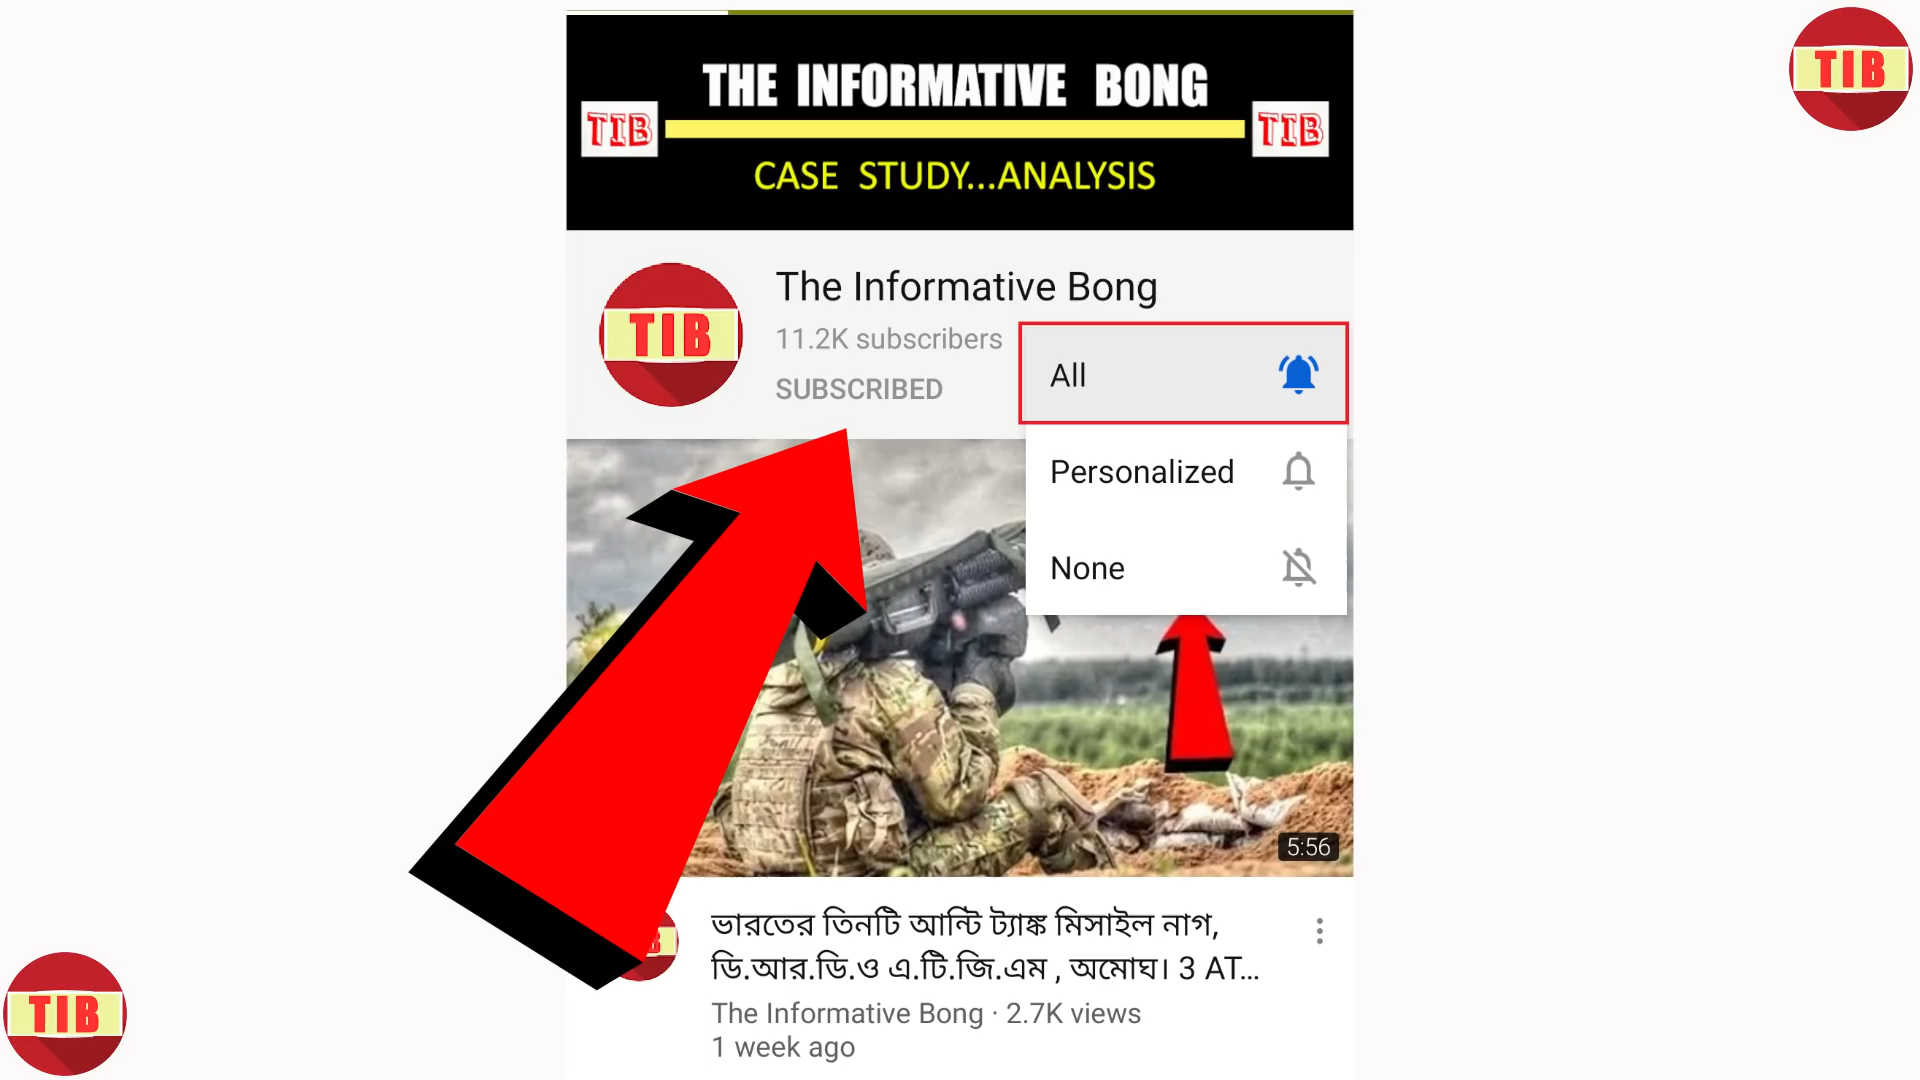 THE INFORMATIVE BONG
TIB
TIB
CASE STUDY...ANALYSIS
TIB
The Informative Bong
11.2K subscribers
SUBSCRIBED
TIB
All
Personalized
None
5:56
ভারতের তিনটি আন্টি ট্যাঙ্ক মিসাইল নাগ,
ডি.আর.ডি.ও এ.টি.জি.এম , অমোঘ। 3 AT...
The Informative Bong · 2.7K views
1 week ago
TIB